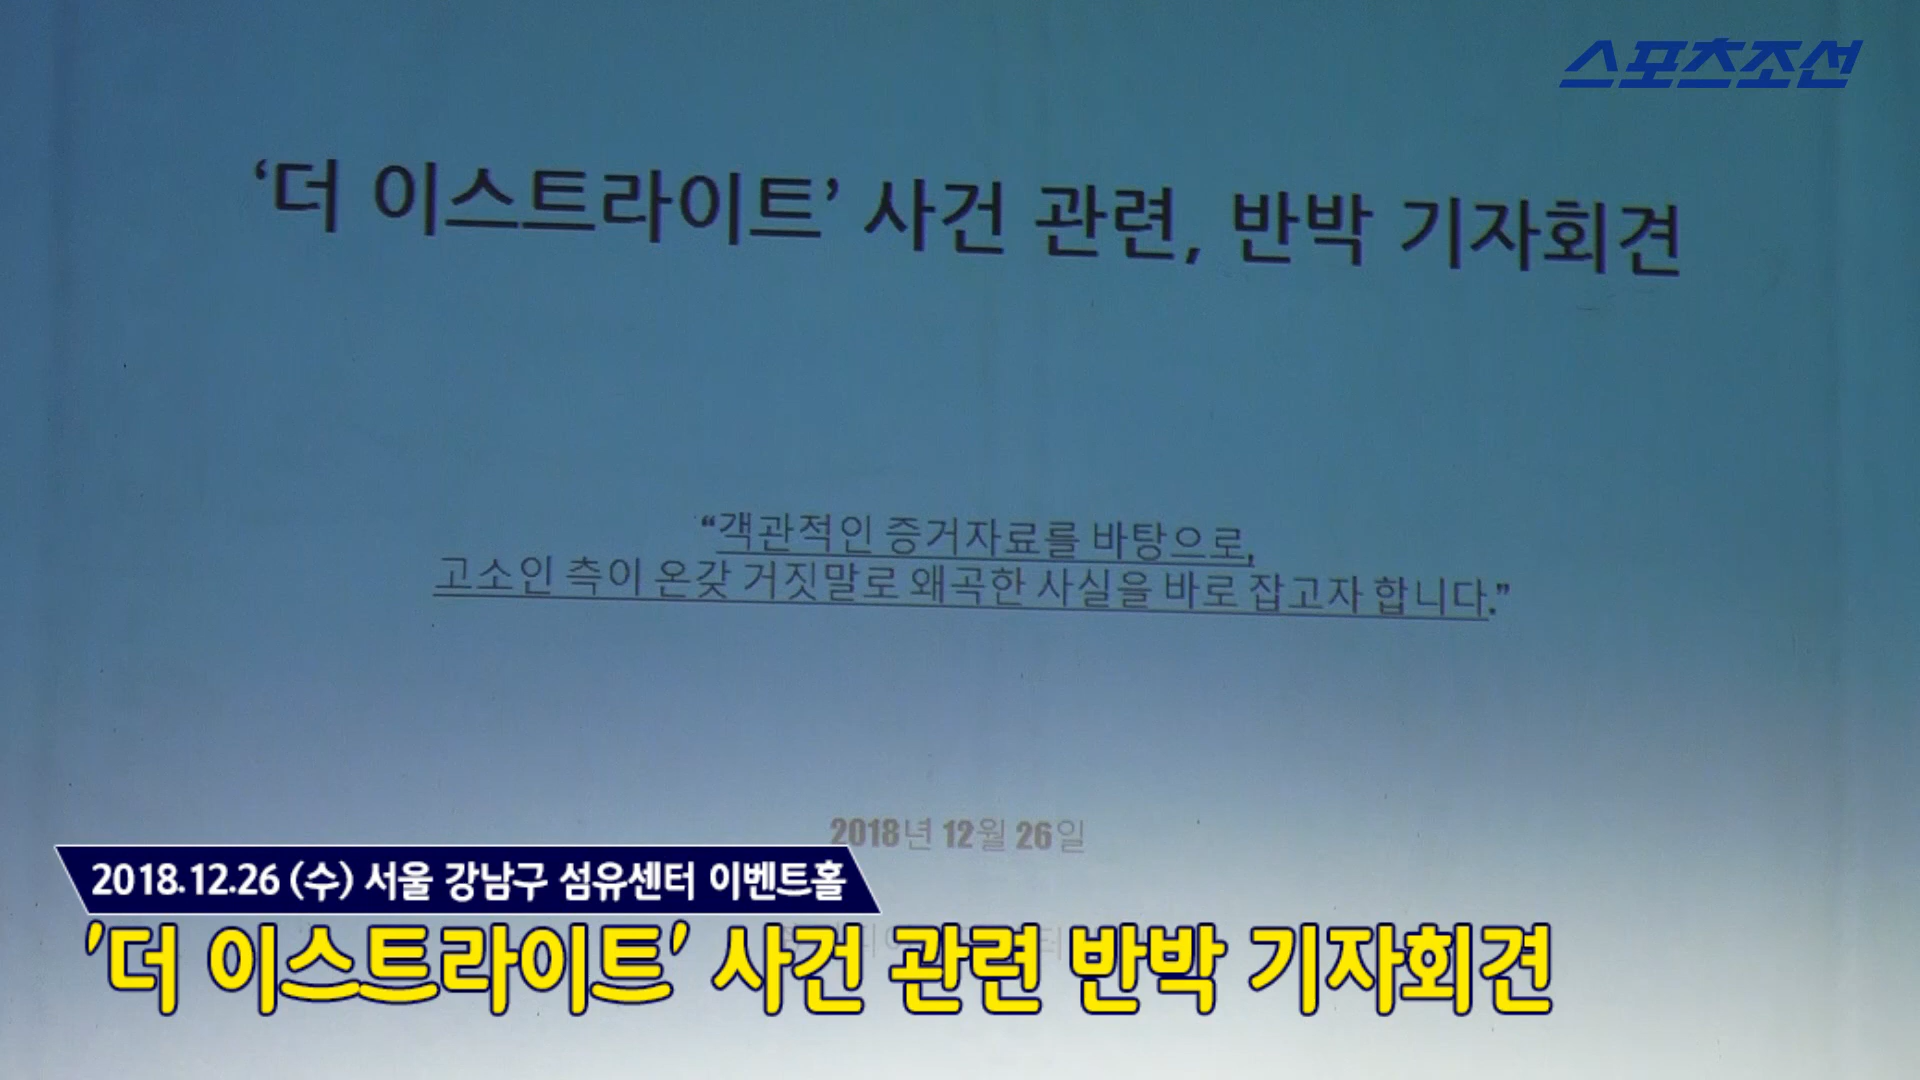 스포츠조선
‘더 이스트라이트’ 사건 관련, 반박 기자회견
“객관적인 증거자료를 바탕으로,
고소인 측이 온갖 거짓말로 왜곡한 사실을 바로 잡고자 합니다.”
2018년 12월 26일
2018.12.26 (수) 서울 강남구 섬유센터 이벤트홀
'더 이스트라이트' 사건 관련 반박 기자회견